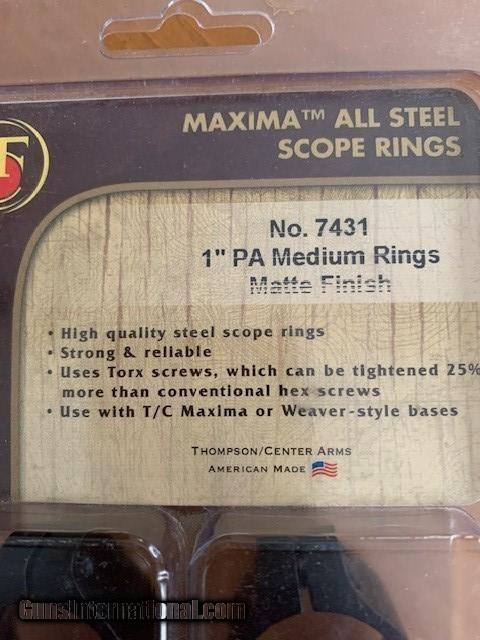 MAXIMA™ ALL STEEL
SCOPE RINGS
No. 7431
1" PA Medium Rings
Matte Finish
• High quality steel scope rings
• Strong & reliable
• Uses Torx screws, which can be tightened 25%
more than conventional hex screws
• Use with T/C Maxima or Weaver-style bases
THOMPSON/CENTER ARMS
AMERICAN MADE
GunsInternational.com